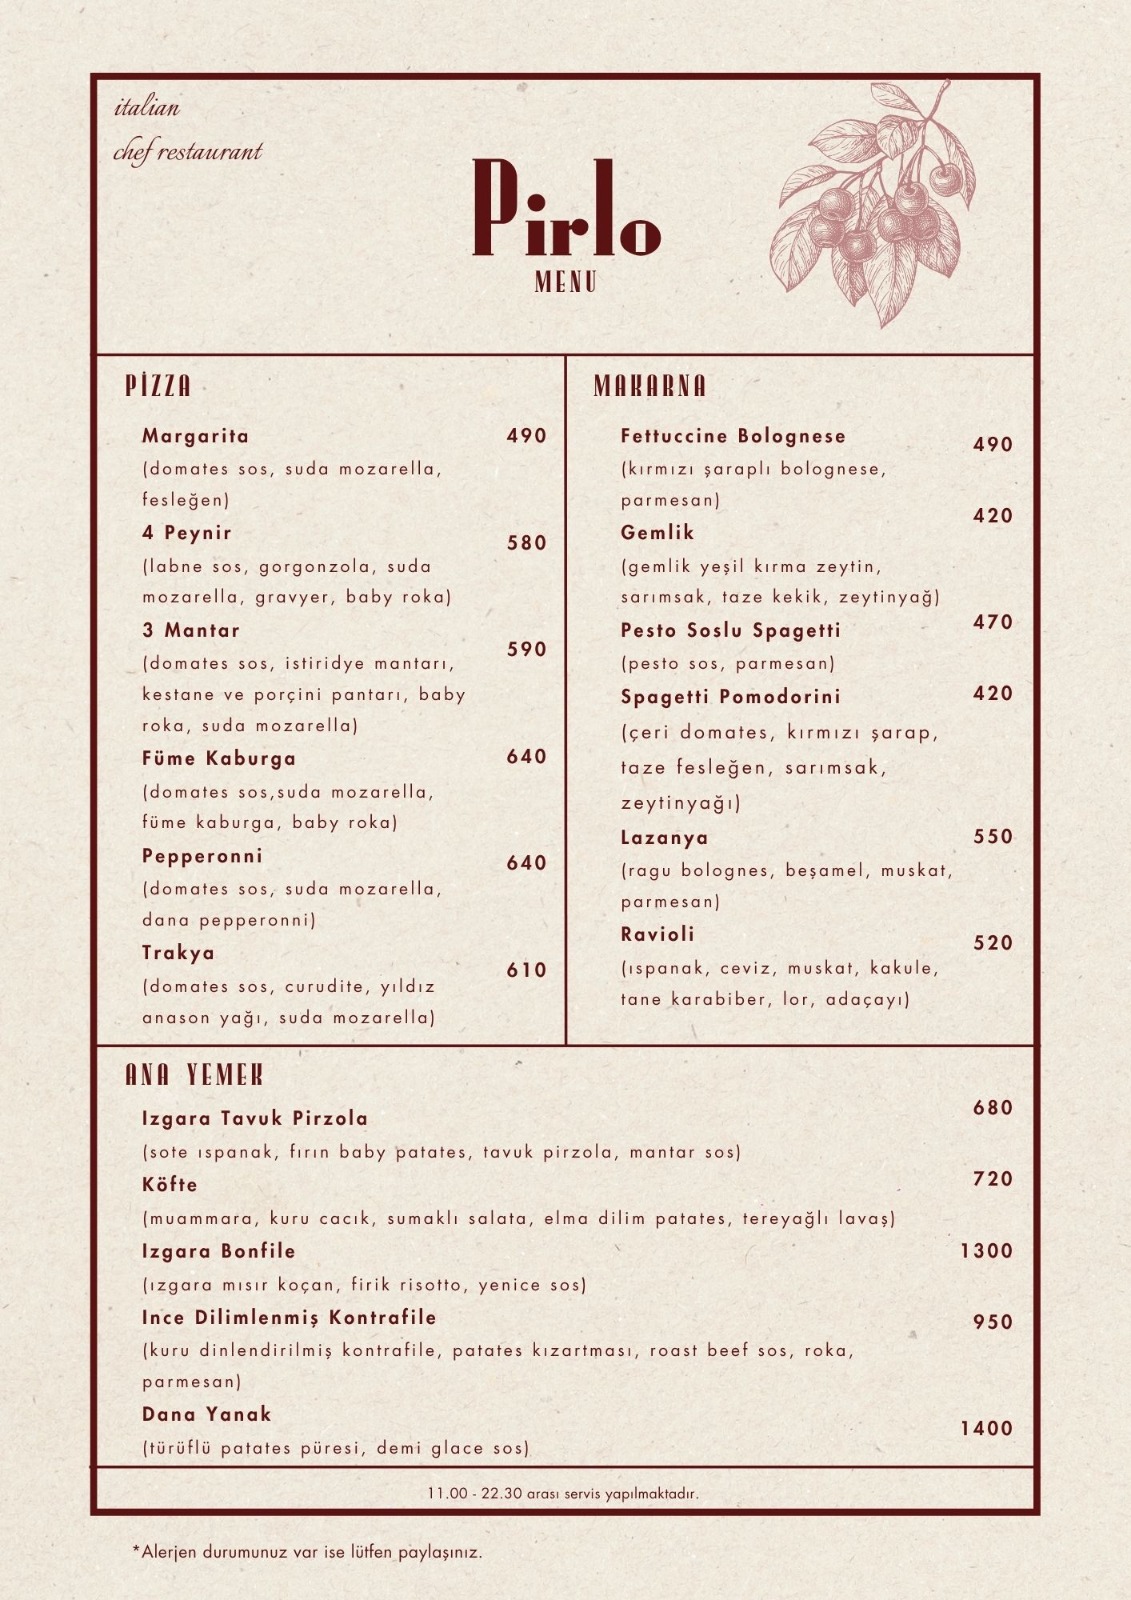 italian
chef restaurant
Pirlo
MENU
PİZZA
Margarita 490
(domates sos, suda mozarella,
fesleğen)
4 Peynir 580
(labne sos, gorgonzola, suda
mozarella, gravyer, baby roka)
3 Mantar 590
(domates sos, istiridye mantarı,
kestane ve porçini pantarı, baby
roka, suda mozarella)
Füme Kaburga 640
(domates sos,suda mozarella,
füme kaburga, baby roka)
Pepperonni 640
(domates sos, suda mozarella,
dana pepperonni)
Trakya 610
(domates sos, curudite, yıldız
anason yağı, suda mozarella)
MAKARNA
Fettuccine Bolognese 490
(kırmızı şaraplı bolognese,
parmesan)
Gemlik 420
(gemlik yeşil kırma zeytin,
sarımsak, taze kekik, zeytinyağ)
Pesto Soslu Spagetti 470
(pesto sos, parmesan)
Spagetti Pomodorini 420
(çeri domates, kırmızı şarap,
taze fesleğen, sarımsak,
zeytinyağı)
Lazanya 550
(ragu bolognes, beşamel, muskat,
parmesan)
Ravioli 520
(ıspanak, ceviz, muskat, kakule,
tane karabiber, lor, adaçayı)
ANA YEMEK
Izgara Tavuk Pirzola 680
(sote ıspanak, fırın baby patates, tavuk pirzola, mantar sos)
Köfte 720
(muammara, kuru cacık, sumaklı salata, elma dilim patates, tereyağlı lavaş)
Izgara Bonfile 1300
(ızgara mısır koçan, firik risotto, yenice sos)
Ince Dilimlenmiş Kontrafile 950
(kuru dinlendirilmiş kontrafile, patates kızartması, roast beef sos, roka,
parmesan)
Dana Yanak 1400
(türüflü patates püresi, demi glace sos)
11.00 - 22.30 arası servis yapılmaktadır.
*Alerjen durumunuz var ise lütfen paylaşınız.